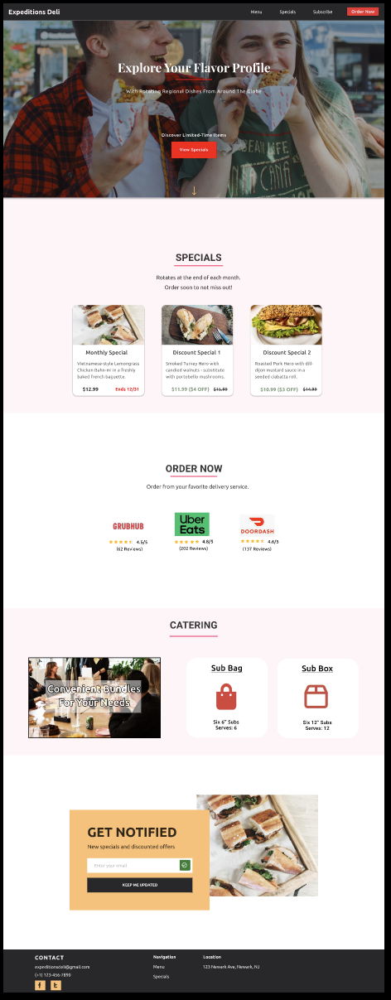 Expeditions Deli
Menu
Specials
Subscribe
Order Now
Explore Your Flavor Profile
With Rotating Regional Dishes From Around The Globe
Discover Limited-Time Items
View Specials
SPECIALS
Rotates at the end of each month.
Order soon to not miss out!
Monthly Special
Vietnamese-style Lemongrass
Chicken Bahn-mi in a freshly
baked french baguette.
$12.99 Ends 12/31
Discount Special 1
Smoked Turvey Hero with
candied walnuts - substitute
with portobello mushrooms.
$11.99 ($4 OFF) $15.99
Discount Special 2
Roasted Pork Hero with dill-
dijon mustard sauce in a
seeded ciabatta roll.
$10.99 ($3 OFF) $14.99
ORDER NOW
Order from your favorite delivery service.
GRUBHUB
4.5/5
(62 Reviews)
Uber
Eats
4.8/5
(202 Reviews)
DOORDASH
4.6/5
(137 Reviews)
CATERING
Convenient Bundles
For Your Needs
Sub Bag
Six 6" Subs
Serves: 6
Sub Box
Six 12" Subs
Serves: 12
GET NOTIFIED
New specials and discounted offers
Enter your email
KEEP ME UPDATED
CONTACT
expeditionsdeli@gmail.com
(+1) 123-456-7890
Navigation
Menu
Specials
Location
123 Newark Ave, Newark, NJ